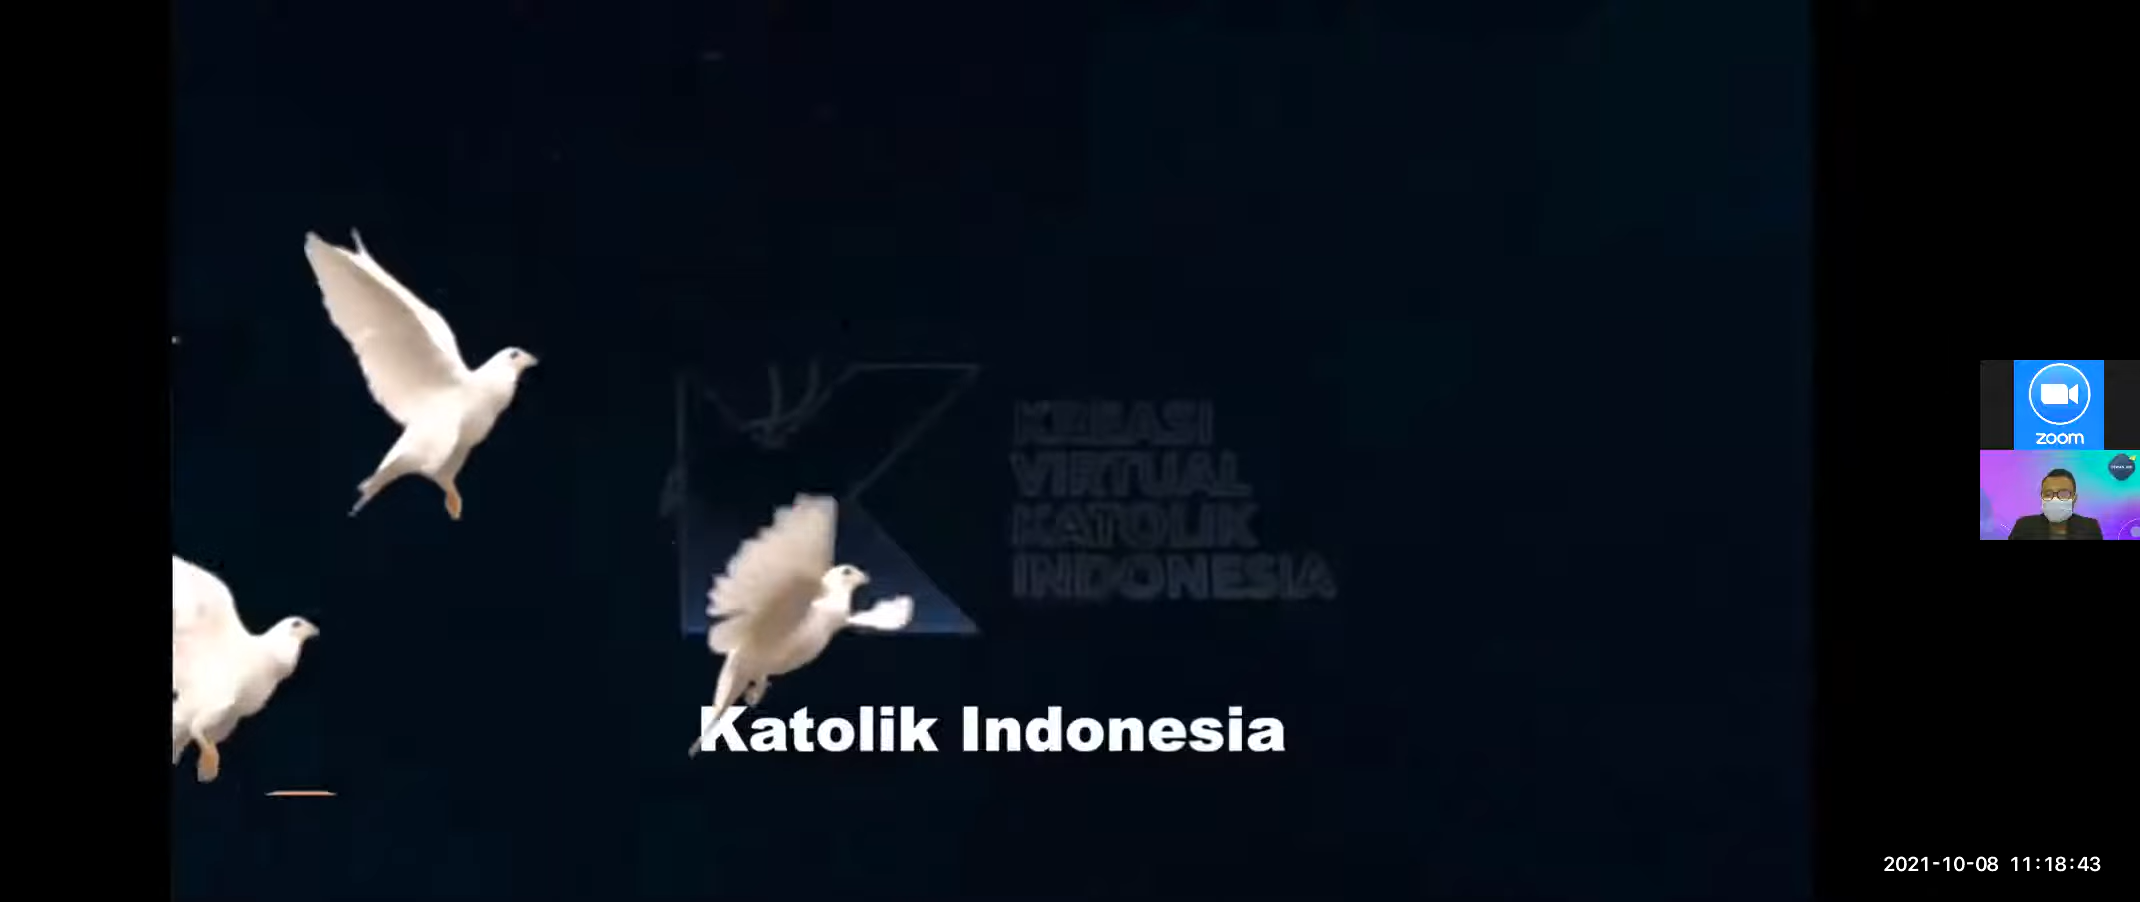 KREASI
VIRTUAL
KATOLIK
INDONESIA
Katolik Indonesia
zoom
2021-10-08 11:18:43